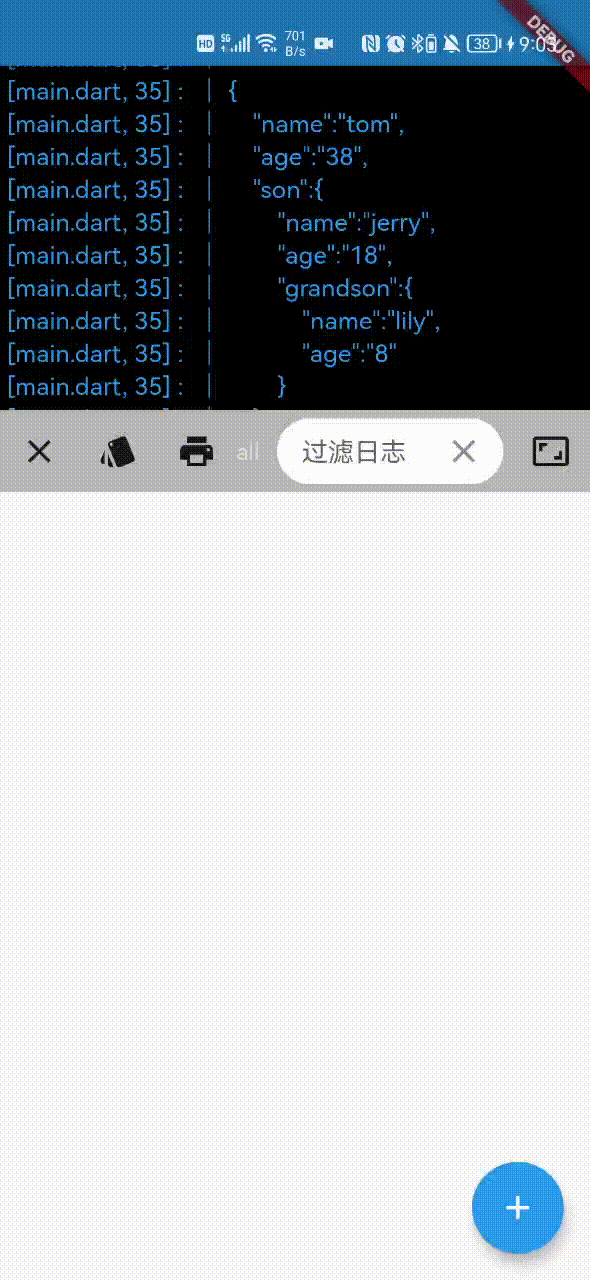 HD 5G 701 B/s 38 9:03
DEBUG
[main.dart, 35] : | {
[main.dart, 35] : | "name":"tom",
[main.dart, 35] : | "age":"38",
[main.dart, 35] : | "son":{
[main.dart, 35] : | "name":"jerry",
[main.dart, 35] : | "age":"18",
[main.dart, 35] : | "grandson":{
[main.dart, 35] : | "name":"lily",
[main.dart, 35] : | "age":"8"
[main.dart, 35] : | }
all 过滤日志